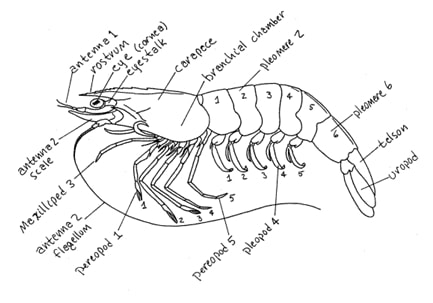 antenna 1
rostrum
eye (cornea)
eyestalk
carapece
branchial chamber
pleomere 2
pleomere 6
telson
uropod
1 2 3 4 5 6
1 2 3 4 5
1 2 3 4 5
antenna 2
scale
Maxilliped 3
antenna 2
flagellum
pereopod 1
pereopod 5
pleopod 4